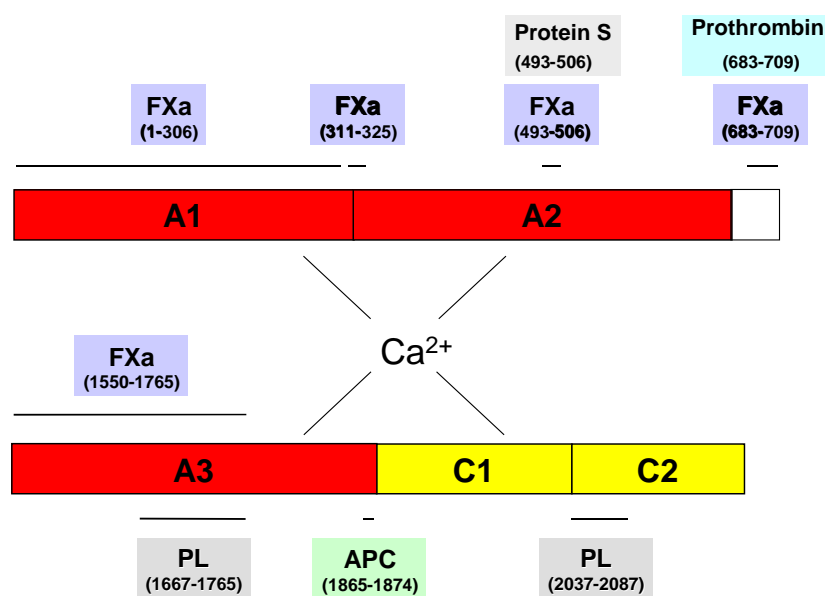 Protein S
(493-506)
Prothrombin
(683-709)
FXa
(1-306)
FXa
(311-325)
FXa
(493-506)
FXa
(683-709)
A1
A2
Ca²⁺
FXa
(1550-1765)
A3
C1
C2
PL
(1667-1765)
APC
(1865-1874)
PL
(2037-2087)